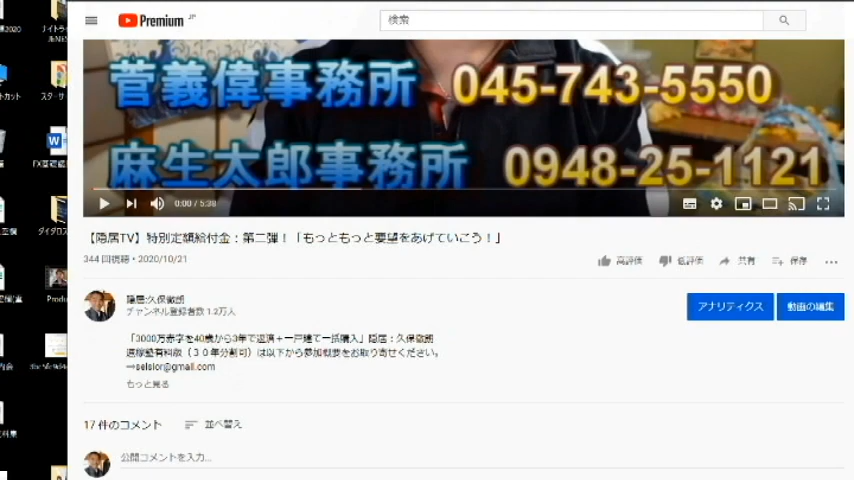 Premium JP
検索
菅義偉事務所 045-743-5550
麻生太郎事務所 0948-25-1121
0:00 / 5:38
【隠居TV】特別定額給付金:第二弾!「もっともっと要望をあげていこう!」
344 回視聴・2020/10/21
高評価 低評価 共有 保存
隠居:久保徹朗
チャンネル登録者数 1.2万人
アナリティクス 動画の編集
「3000万赤字を40歳から3年で返済+一戸建て一括購入」隠居:久保徹朗
(30年分割可)は以下から参加概要をお取り寄せください。
⇒selsior@gmail.com
もっと見る
17 件のコメント 並べ替え
公開コメントを入力...